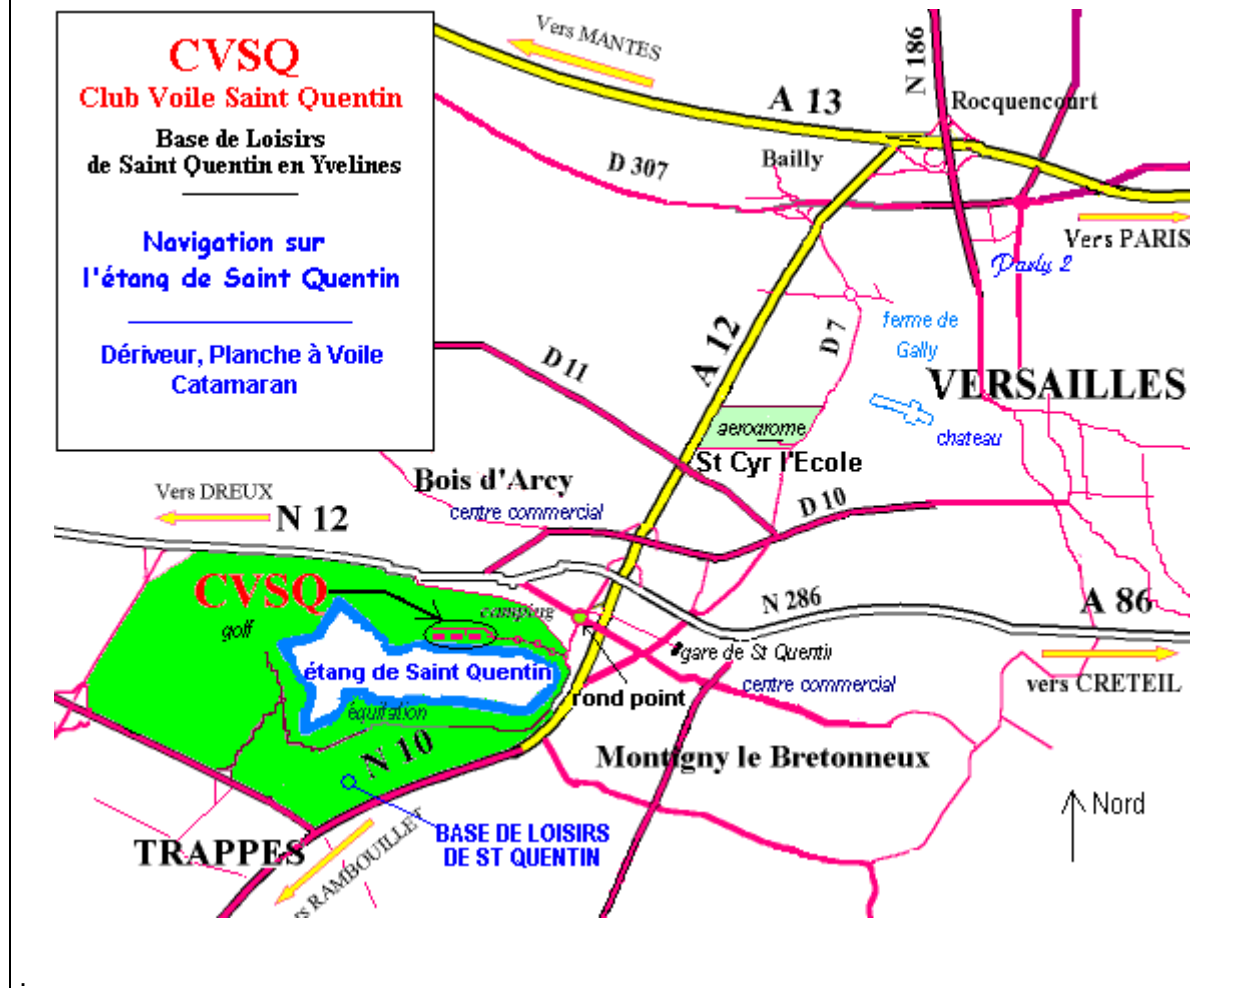 CVSQ
Club Voile Saint Quentin
Base de Loisirs
de Saint Quentin en Yvelines
Navigation sur
l'étang de Saint Quentin
Dériveur, Planche à Voile
Catamaran
Vers MANTES
A 13
N 186
Rocquencourt
D 307
Bailly
Vers PARIS
Parly 2
A 12
D 7
ferme de
Gally
D 11
VERSAILLES
aerodrome
chateau
St Cyr l'Ecole
Bois d'Arcy
centre commercial
Vers DREUX
N 12
D 10
CVSQ
camping
golf
N 286
A 86
étang de Saint Quentin
gare de St Quentin
centre commercial
vers CRETEIL
rond point
équitation
N 10
Montigny le Bretonneux
Nord
TRAPPES
RAMBOUILLET
BASE DE LOISIRS
DE ST QUENTIN
.